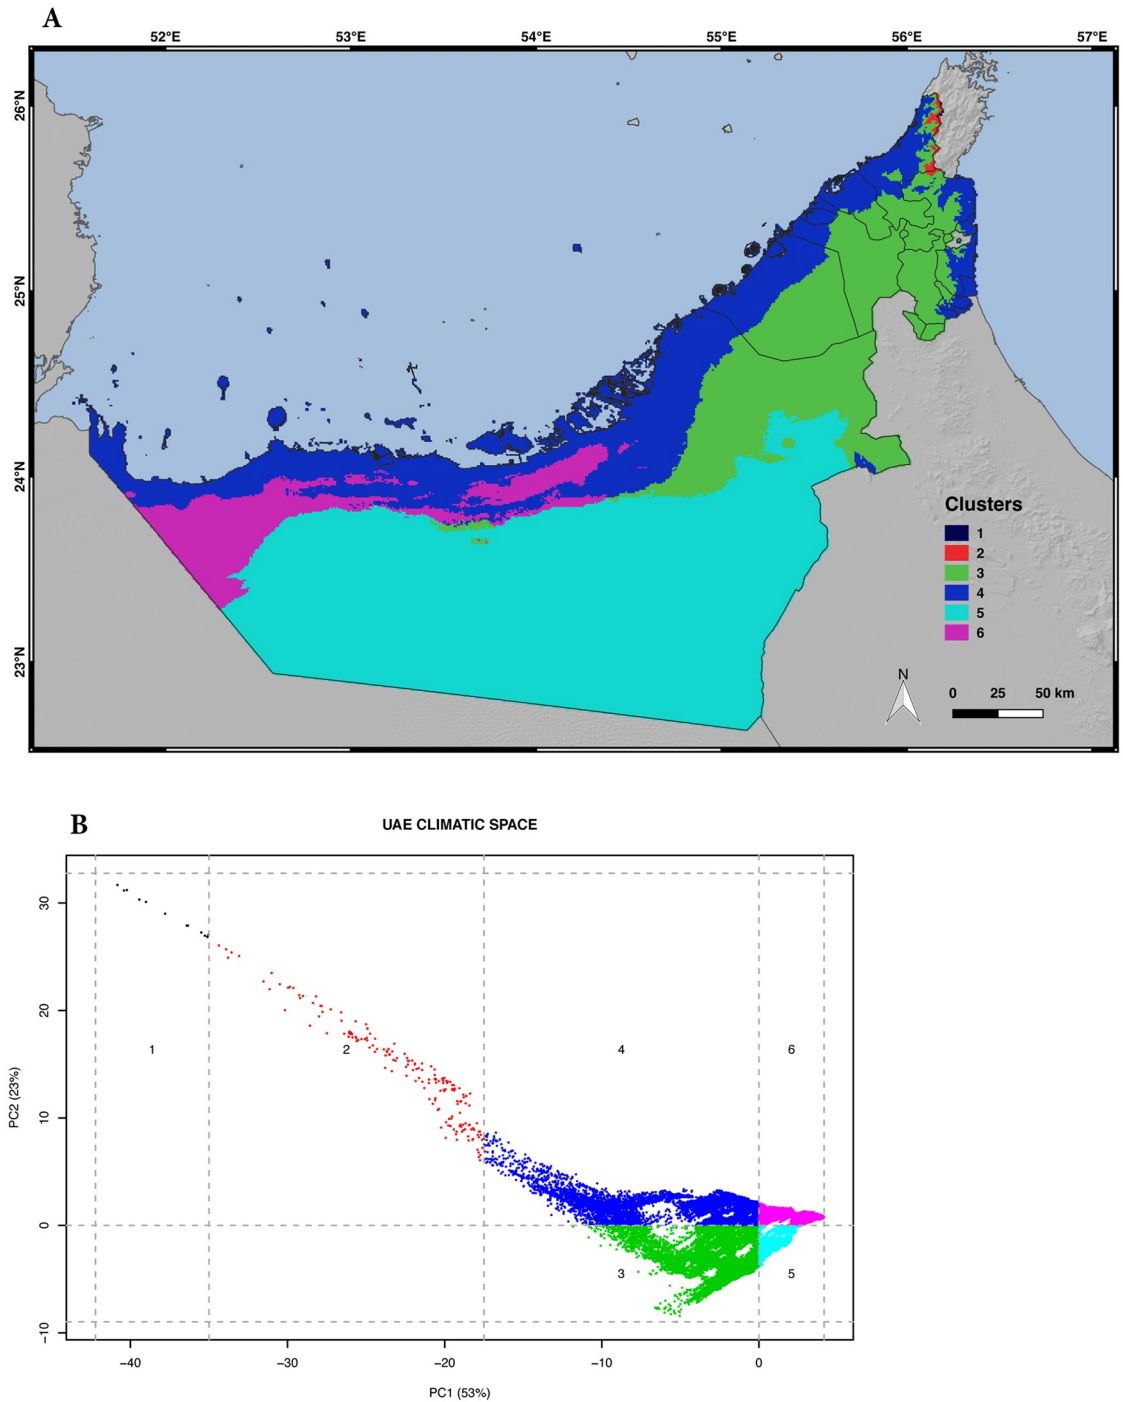 A
52°E 53°E 54°E 55°E 56°E 57°E
26°N
25°N
24°N
23°N
Clusters
1
2
3
4
5
6
N
0 25 50 km
B
UAE CLIMATIC SPACE
30
20
10
0
−10
PC2 (23%)
1 2 4 6
3 5
−40 −30 −20 −10 0
PC1 (53%)